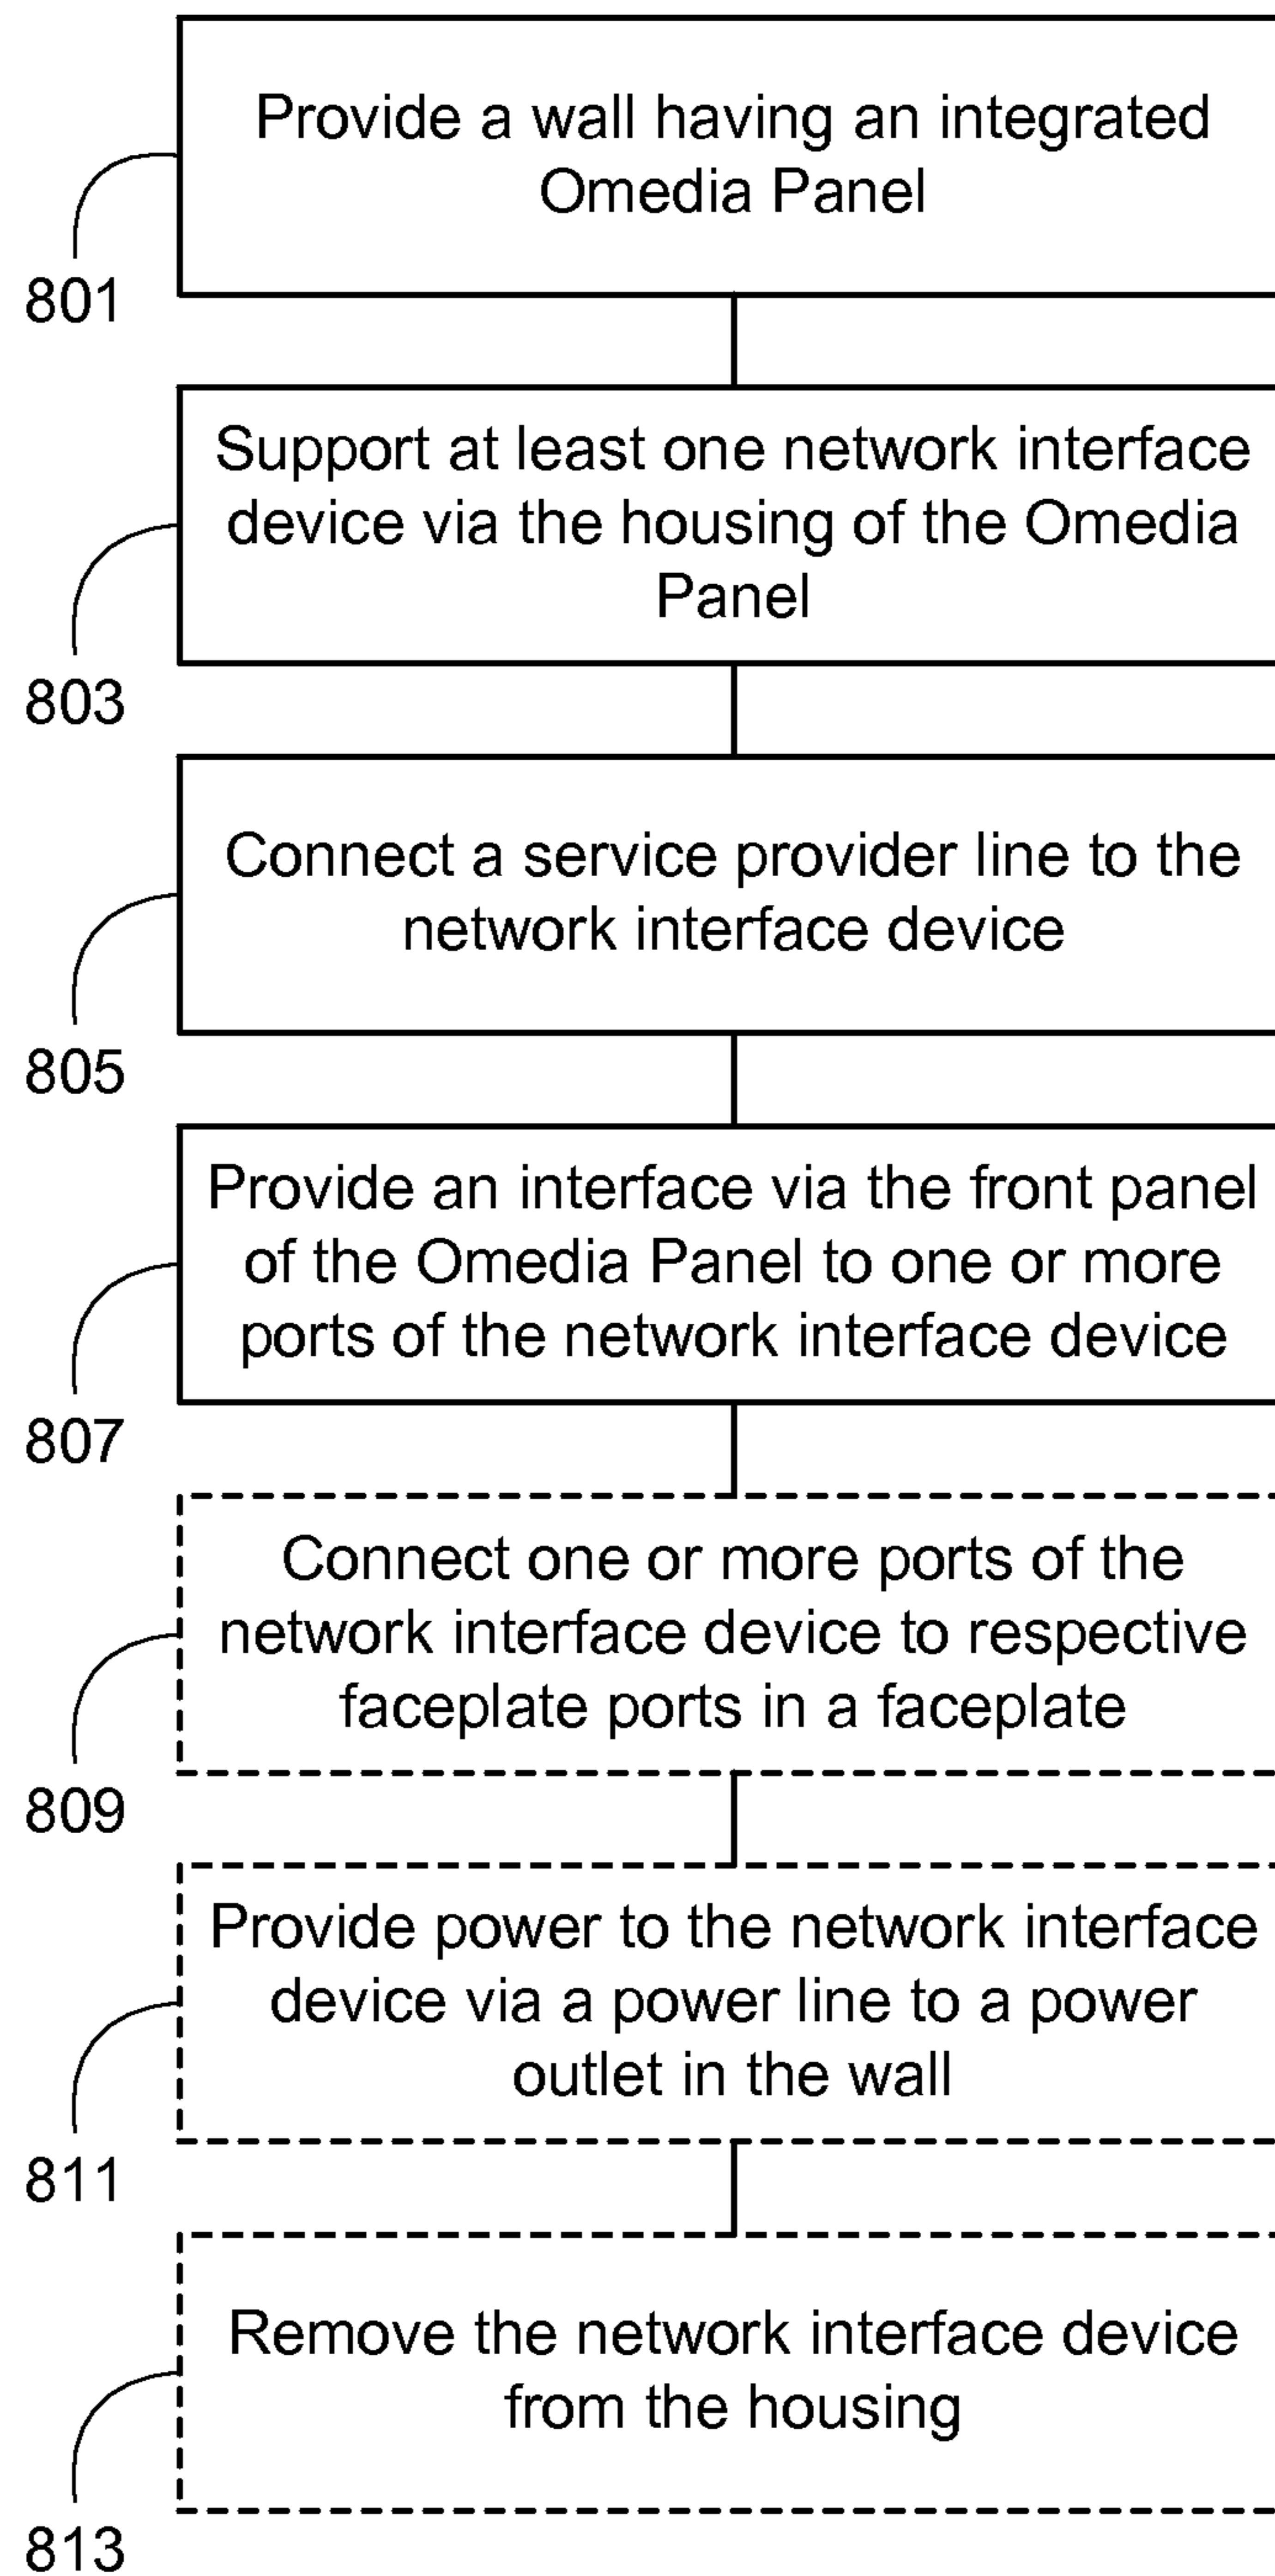 Provide a wall having an integrated
Omedia Panel
801
Support at least one network interface
device via the housing of the Omedia
Panel
803
Connect a service provider line to the
network interface device
805
Provide an interface via the front panel
of the Omedia Panel to one or more
ports of the network interface device
807
Connect one or more ports of the
network interface device to respective
faceplate ports in a faceplate
809
Provide power to the network interface
device via a power line to a power
outlet in the wall
811
Remove the network interface device
from the housing
813